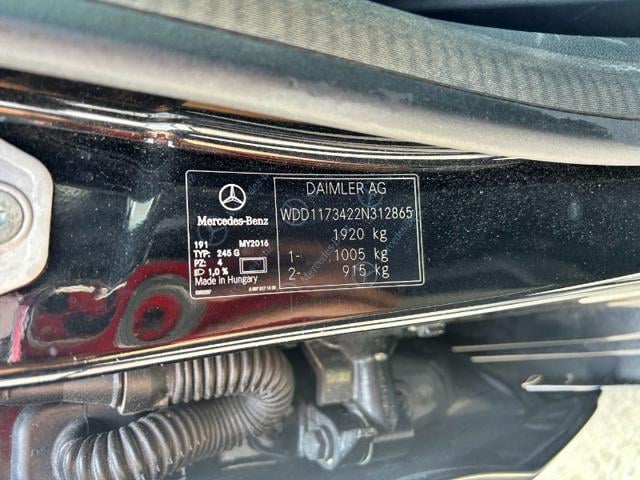 Mercedes-Benz
191 MY2016
TYP: 245 G
PZ: 4
1,0 %
Made in Hungary
DAIMLER AG
WDD1173422N312865
1920 kg
1- 1005 kg
2- 915 kg